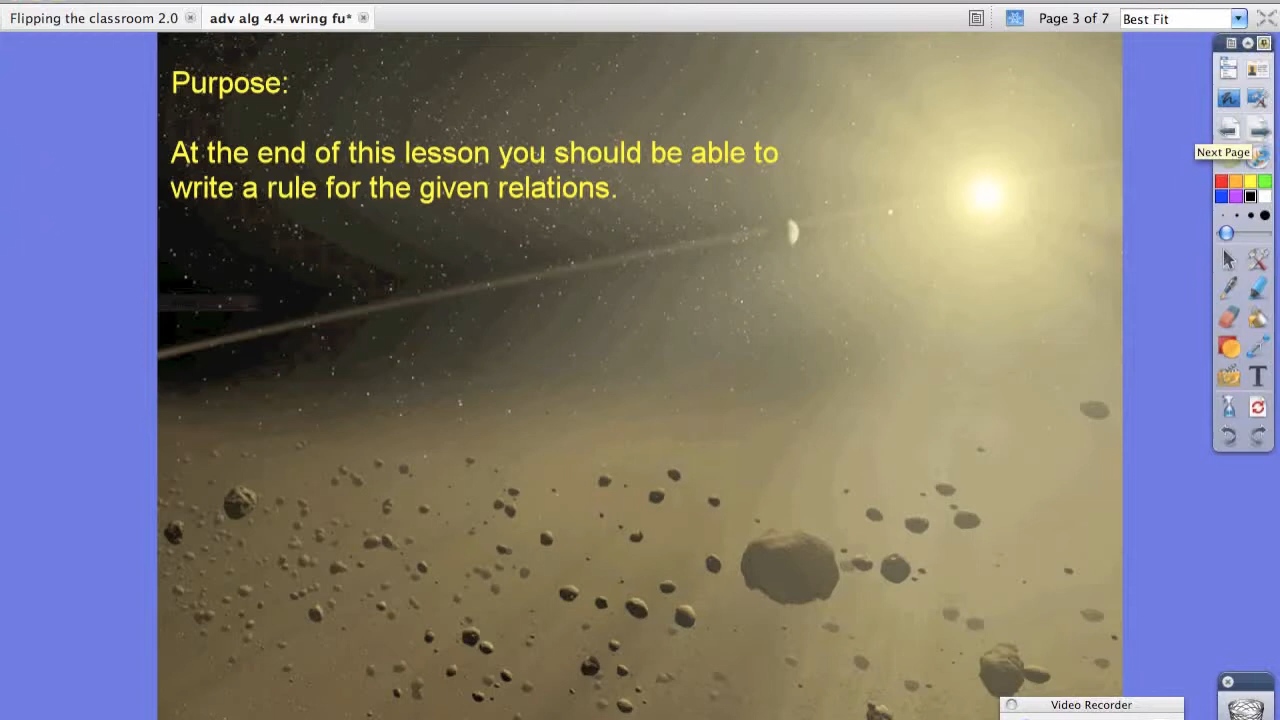 Flipping the classroom 2.0
adv alg 4.4 wring fu*
Page 3 of 7
Best Fit
Purpose:
At the end of this lesson you should be able to
write a rule for the given relations.
Next Page
T
Video Recorder